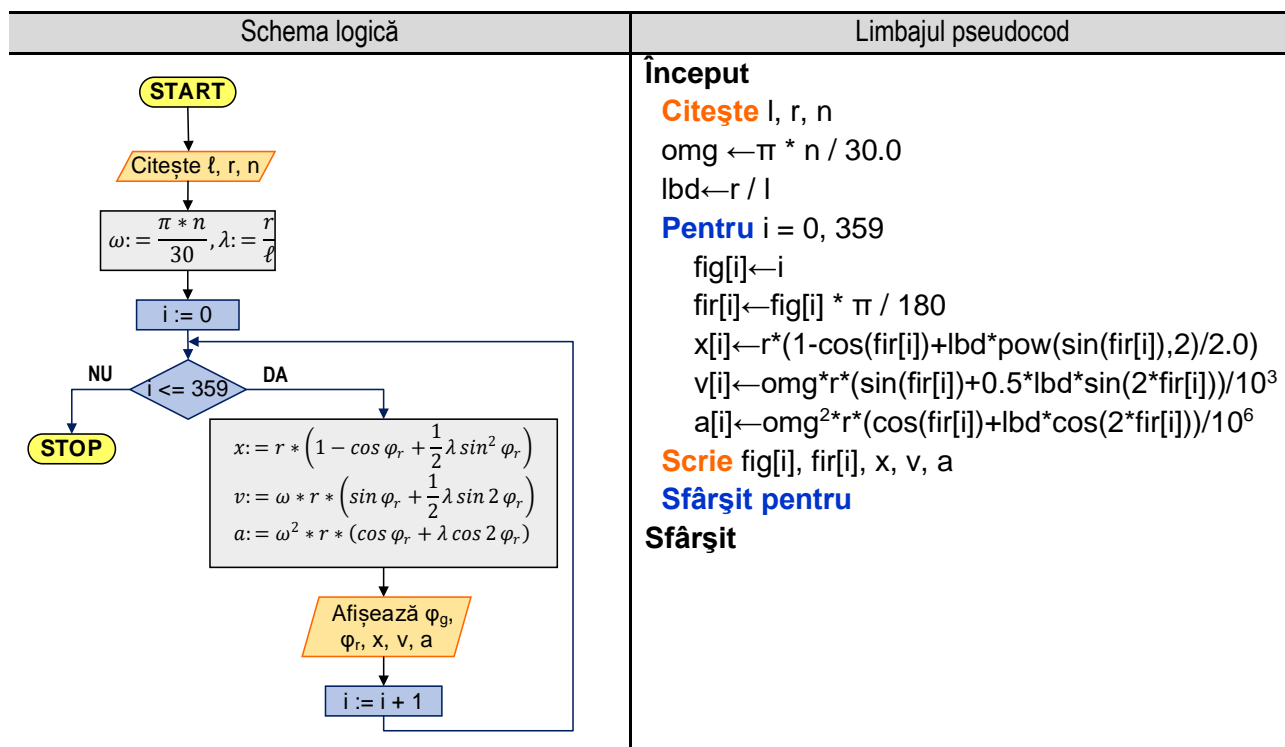 Schema logică
Limbajul pseudocod
START
Citește ℓ, r, n
ω: = π * n / 30, λ: = r / ℓ
i := 0
NU
i <= 359
DA
STOP
x: = r * (1 − cos φᵣ + 1/2 λ sin² φᵣ)
v: = ω * r * (sin φᵣ + 1/2 λ sin 2 φᵣ)
a: = ω² * r * (cos φᵣ + λ cos 2 φᵣ)
Afișează φg,
φᵣ, x, v, a
i := i + 1
Început
Citeşte l, r, n
omg ←π * n / 30.0
lbd←r / l
Pentru i = 0, 359
fig[i]←i
fir[i]←fig[i] * π / 180
x[i]←r*(1-cos(fir[i])+lbd*pow(sin(fir[i]),2)/2.0)
v[i]←omg*r*(sin(fir[i])+0.5*lbd*sin(2*fir[i]))/10³
a[i]←omg²*r*(cos(fir[i])+lbd*cos(2*fir[i]))/10⁶
Scrie fig[i], fir[i], x, v, a
Sfârşit pentru
Sfârşit